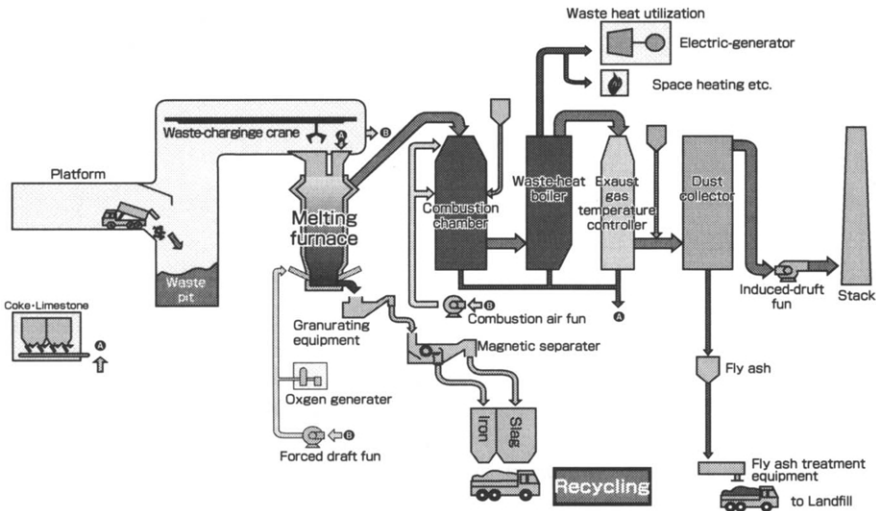 Waste heat utilization
Electric-generator
Space heating etc.
Waste-charginge crane
A
B
Platform
Melting
furnace
Combustion
chamber
Waste-heat
boiler
Exaust
gas
temperature
controller
Dust
collector
Waste
pit
Coke-Limestone
A
Granurating
equipment
B
Combustion air fun
A
Induced-druft
fun
Stack
Magnetic separater
Fly ash
Oxgen generater
Iron
Slag
B
Forced draft fun
Recycling
Fly ash treatment
equipment
to Landfill